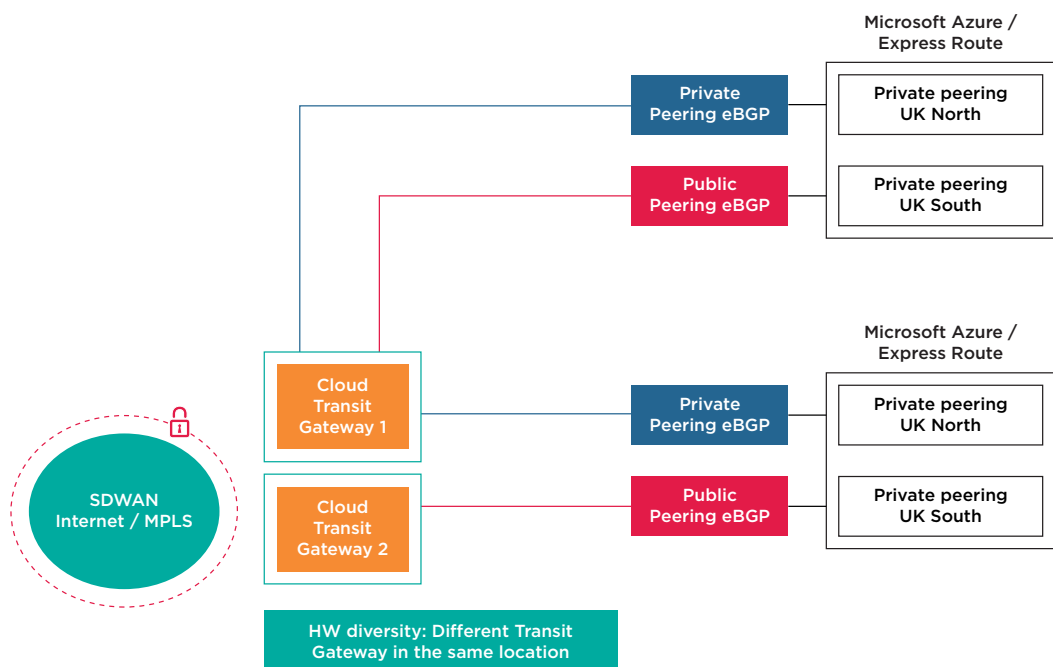 Microsoft Azure /
Express Route
Private
Peering eBGP
Private peering
UK North
Public
Peering eBGP
Private peering
UK South
Microsoft Azure /
Express Route
Cloud
Transit
Gateway 1
Private
Peering eBGP
Private peering
UK North
SDWAN
Internet / MPLS
Cloud
Transit
Gateway 2
Public
Peering eBGP
Private peering
UK South
HW diversity: Different Transit
Gateway in the same location